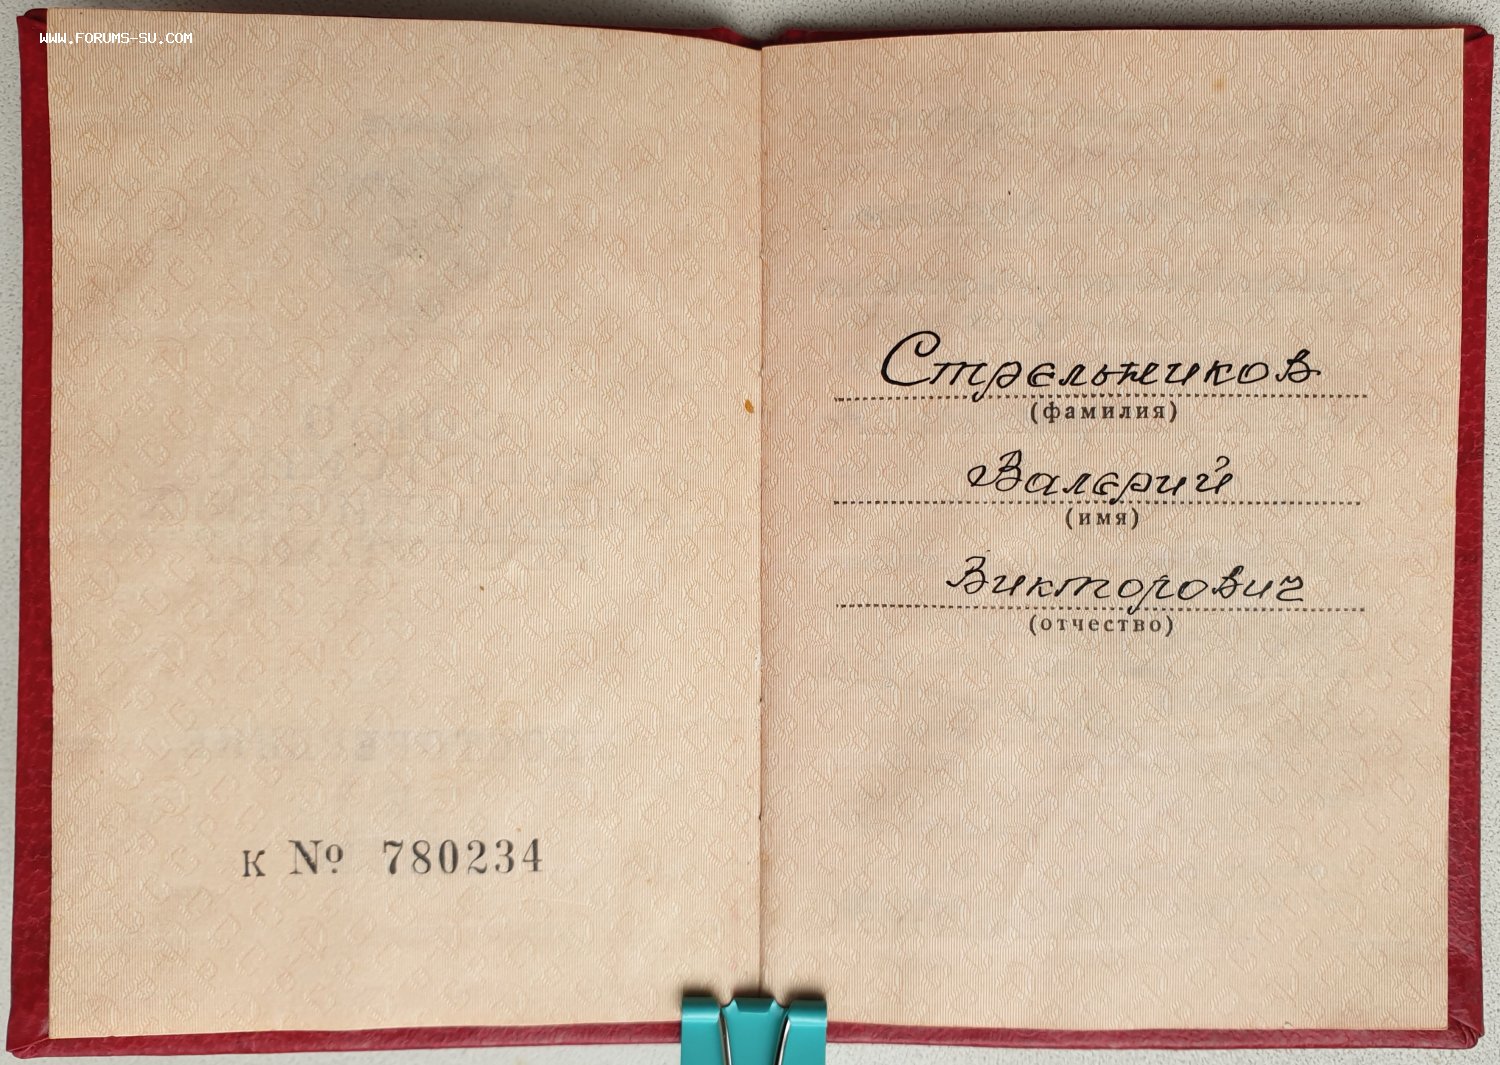 WWW.FORUMS-SU.COM
к № 780234
Стрельников
(фамилия)
Валерий
(имя)
Викторович
(отчество)